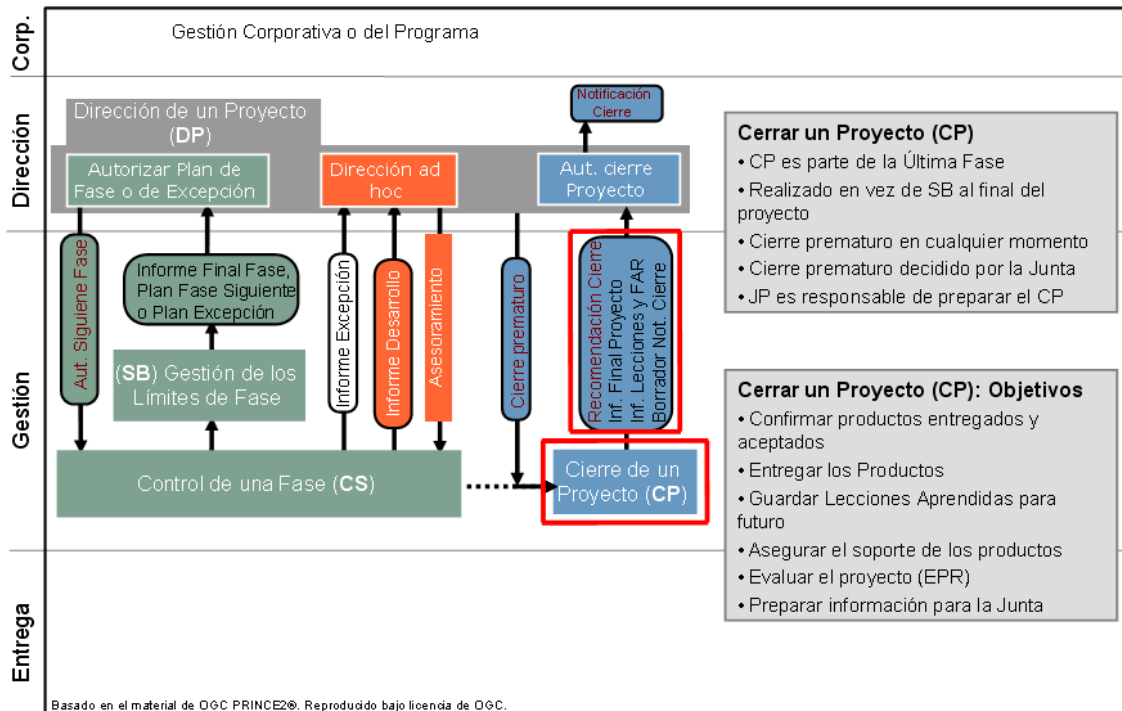 Corp.
Gestión Corporativa o del Programa
Dirección
Dirección de un Proyecto
(DP)
Autorizar Plan de
Fase o de Excepción
Dirección ad
hoc
Notificación
Cierre
Aut. cierre
Proyecto
Gestión
Aut. Siguiene Fase
Informe Final Fase,
Plan Fase Siguiente
o Plan Excepción
(SB) Gestión de los
Límites de Fase
Informe Excepción
Informe Desarrollo
Asesoramiento
Cierre prematuro
Recomendación Cierre
Inf. Final Proyecto
Inf. Lecciones y FAR
Borrador Not. Cierre
Control de una Fase (CS)
Cierre de un
Proyecto (CP)
Entrega
Cerrar un Proyecto (CP)
• CP es parte de la Última Fase
• Realizado en vez de SB al final del
proyecto
• Cierre prematuro en cualquier momento
• Cierre prematuro decidido por la Junta
• JP es responsable de preparar el CP
Cerrar un Proyecto (CP): Objetivos
• Confirmar productos entregados y
aceptados
• Entregar los Productos
• Guardar Lecciones Aprendidas para
futuro
• Asegurar el soporte de los productos
• Evaluar el proyecto (EPR)
• Preparar información para la Junta
Basado en el material de OGC PRINCE2®. Reproducido bajo licencia de OGC.